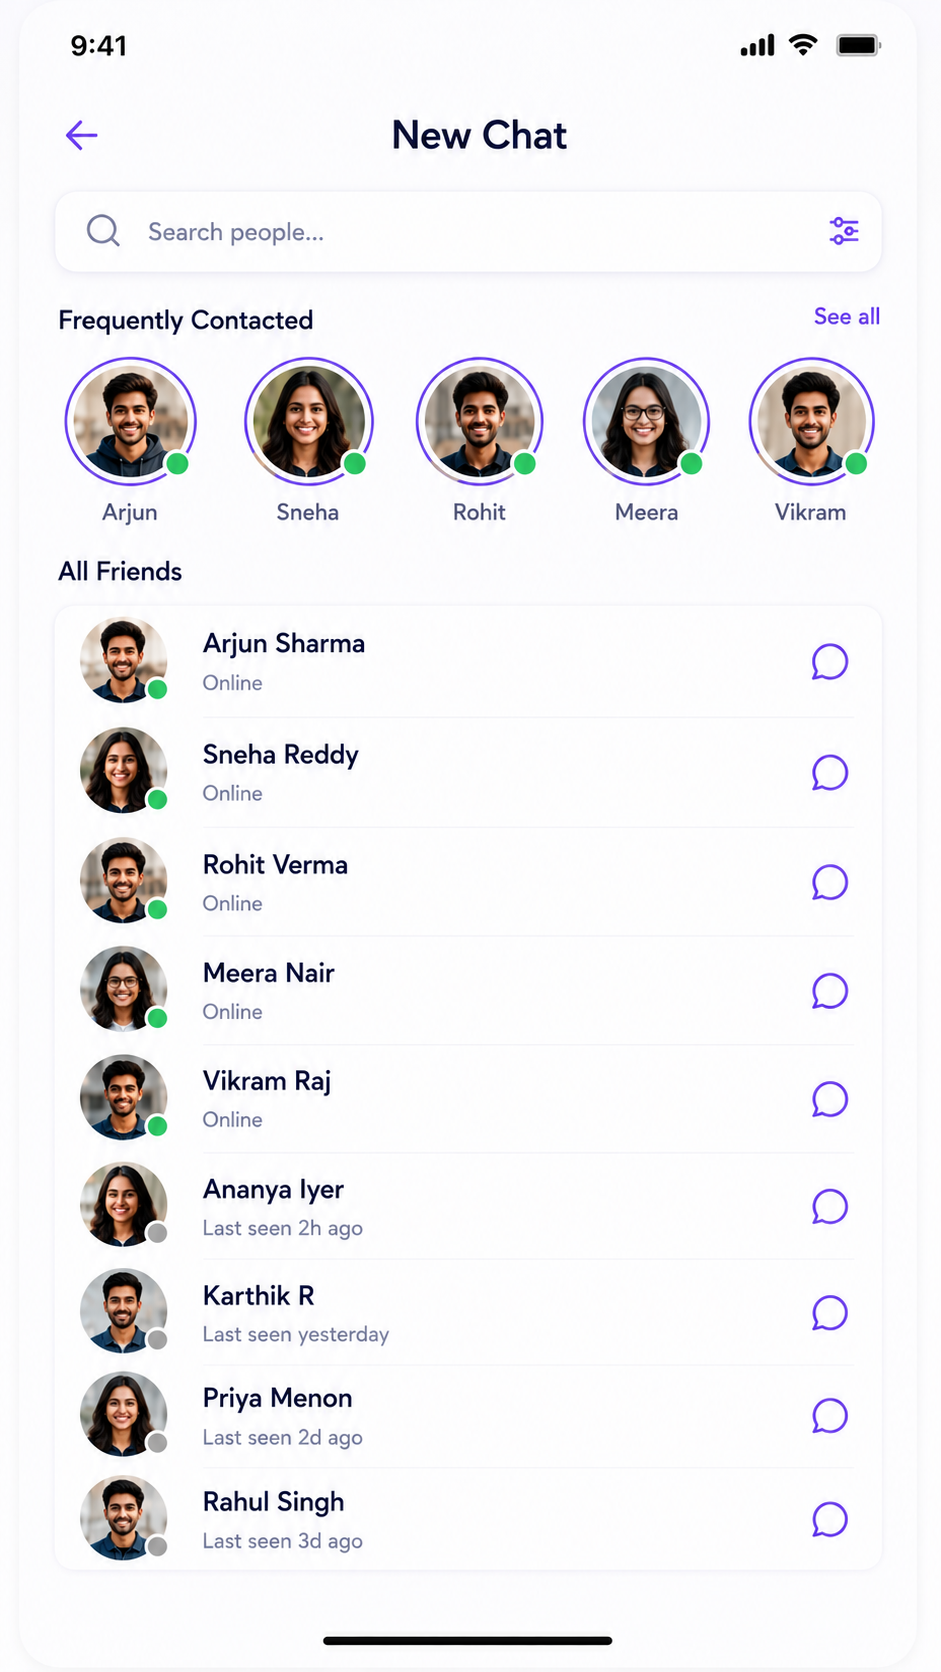 9:41
New Chat
Search people...
Frequently Contacted
See all
Arjun
Sneha
Rohit
Meera
Vikram
All Friends
Arjun Sharma
Online
Sneha Reddy
Online
Rohit Verma
Online
Meera Nair
Online
Vikram Raj
Online
Ananya Iyer
Last seen 2h ago
Karthik R
Last seen yesterday
Priya Menon
Last seen 2d ago
Rahul Singh
Last seen 3d ago